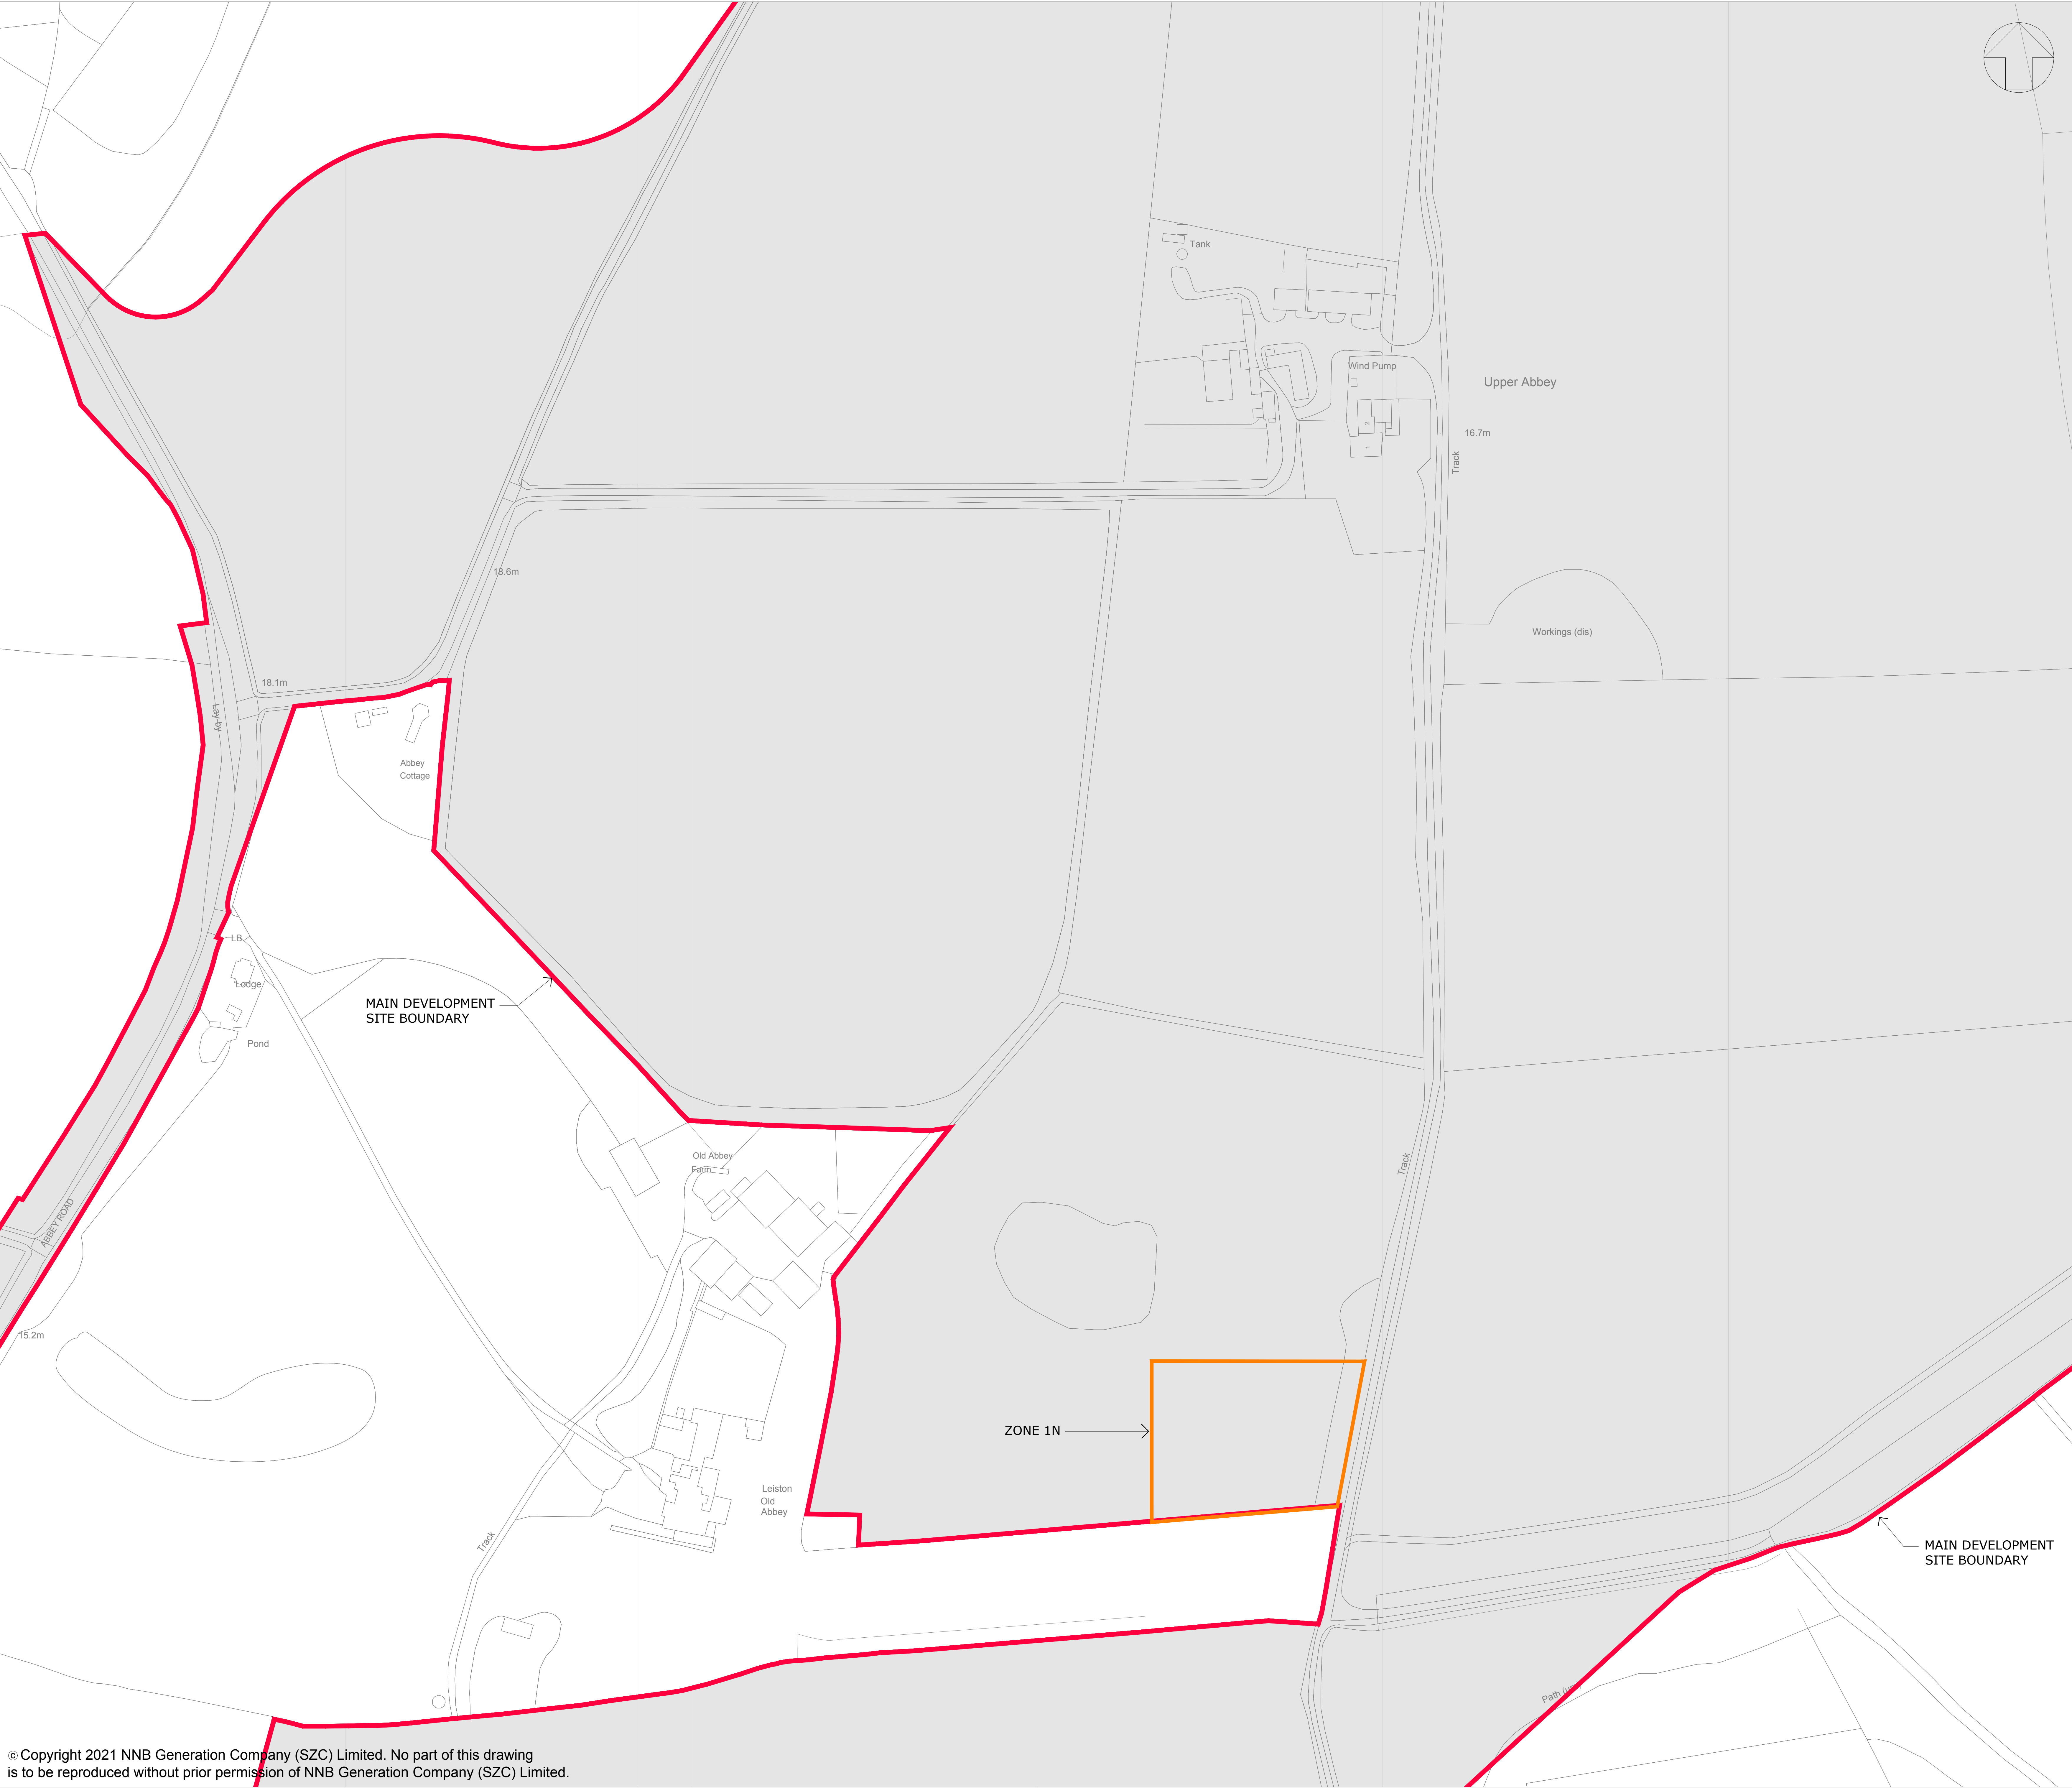 Tank
Wind Pump
Upper Abbey
2
1
16.7m
Track
18.6m
Workings (dis)
18.1m
Lay-by
Abbey
Cottage
LB
Lodge
MAIN DEVELOPMENT
SITE BOUNDARY
Pond
Old Abbey
Farm
Track
ABBEY ROAD
15.2m
ZONE 1N
Leiston
Old
Abbey
Track
MAIN DEVELOPMENT
SITE BOUNDARY
Path
© Copyright 2021 NNB Generation Company (SZC) Limited. No part of this drawing
is to be reproduced without prior permission of NNB Generation Company (SZC) Limited.